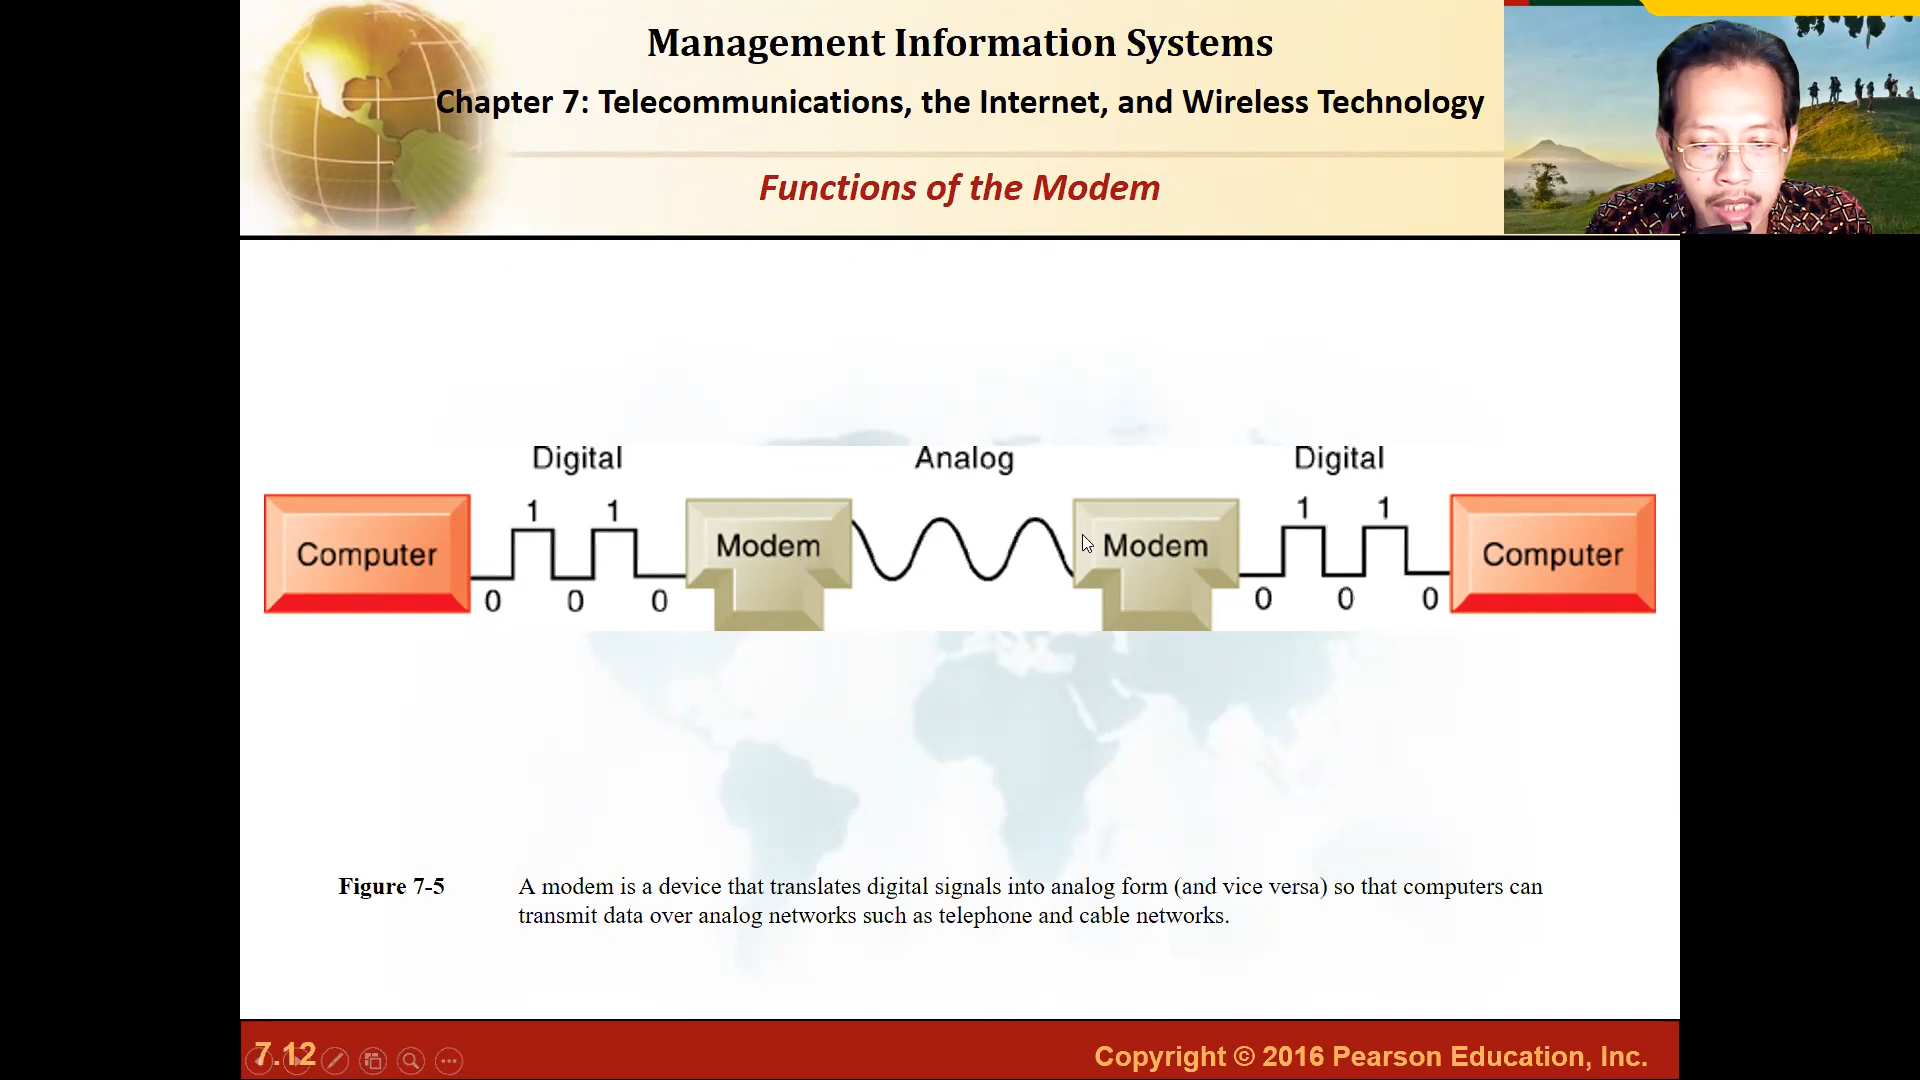 Management Information Systems
Chapter 7: Telecommunications, the Internet, and Wireless Technology
Functions of the Modem
Digital
Analog
Digital
Computer
1
1
0
0
0
Modem
Modem
1
1
0
0
0
Computer
Figure 7-5
A modem is a device that translates digital signals into analog form (and vice versa) so that computers can
transmit data over analog networks such as telephone and cable networks.
7.12
Copyright © 2016 Pearson Education, Inc.